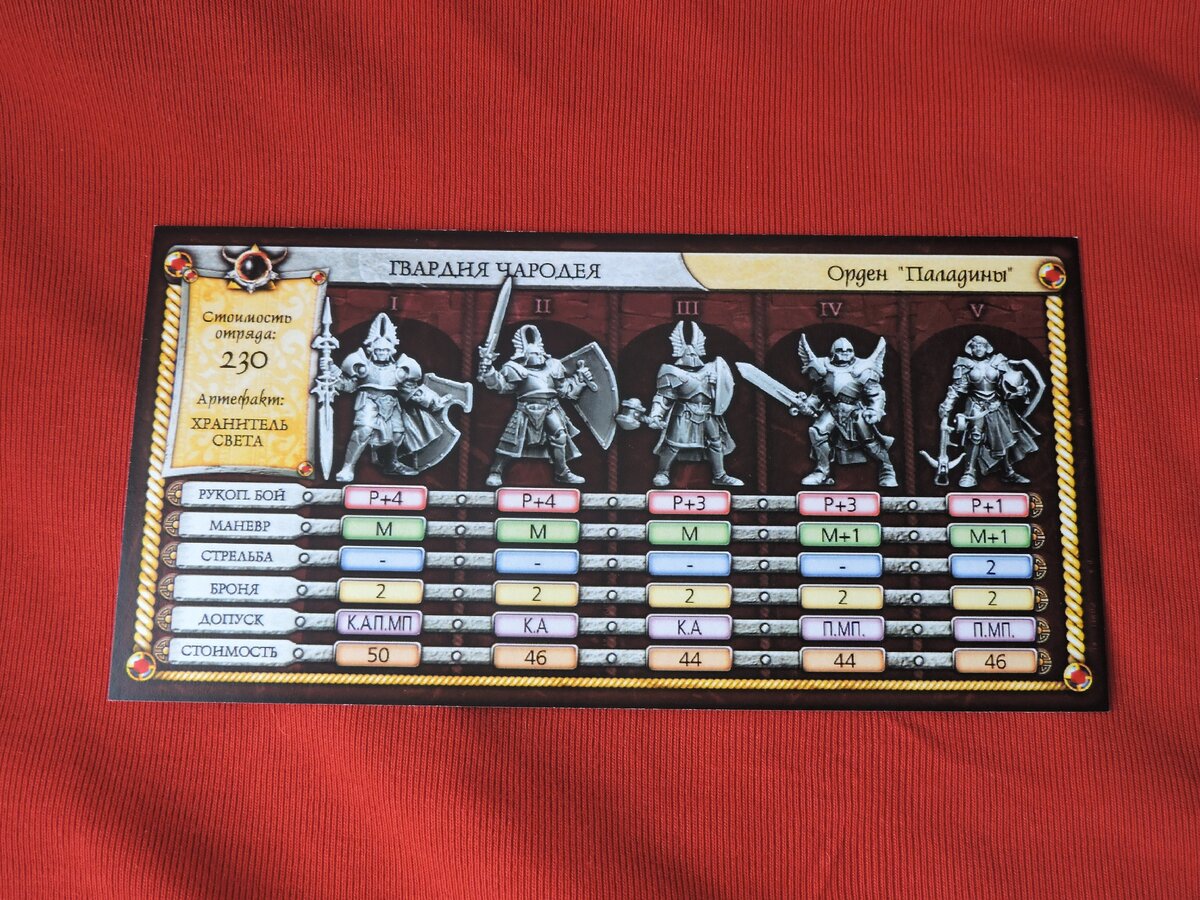 ГВАРДИЯ ЧАРОДЕЯ
Орден "Паладины"
Стоимость
отряда:
230
Артефакт:
ХРАНИТЕЛЬ
СВЕТА
I II III IV V
РУКОП. БОЙ Р+4 Р+4 Р+3 Р+3 Р+1
МАНЕВР М М М М+1 М+1
СТРЕЛЬБА - - - - 2
БРОНЯ 2 2 2 2 2
ДОПУСК К.А.П.МП К.А К.А П.МП. П.МП.
СТОИМОСТЬ 50 46 44 44 46